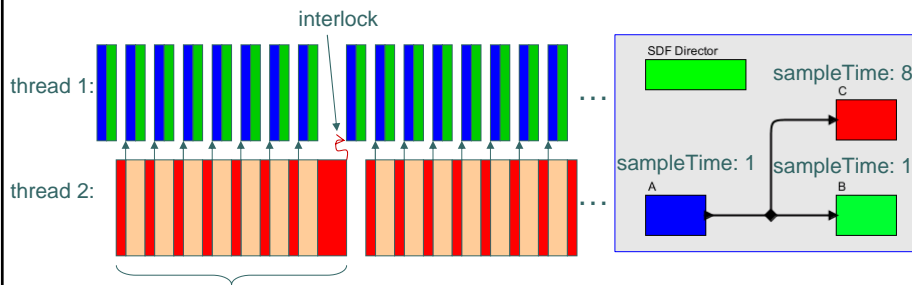 interlock
thread 1:
...
thread 2:
...
SDF Director
sampleTime: 8
C
sampleTime: 1
A
sampleTime: 1
B